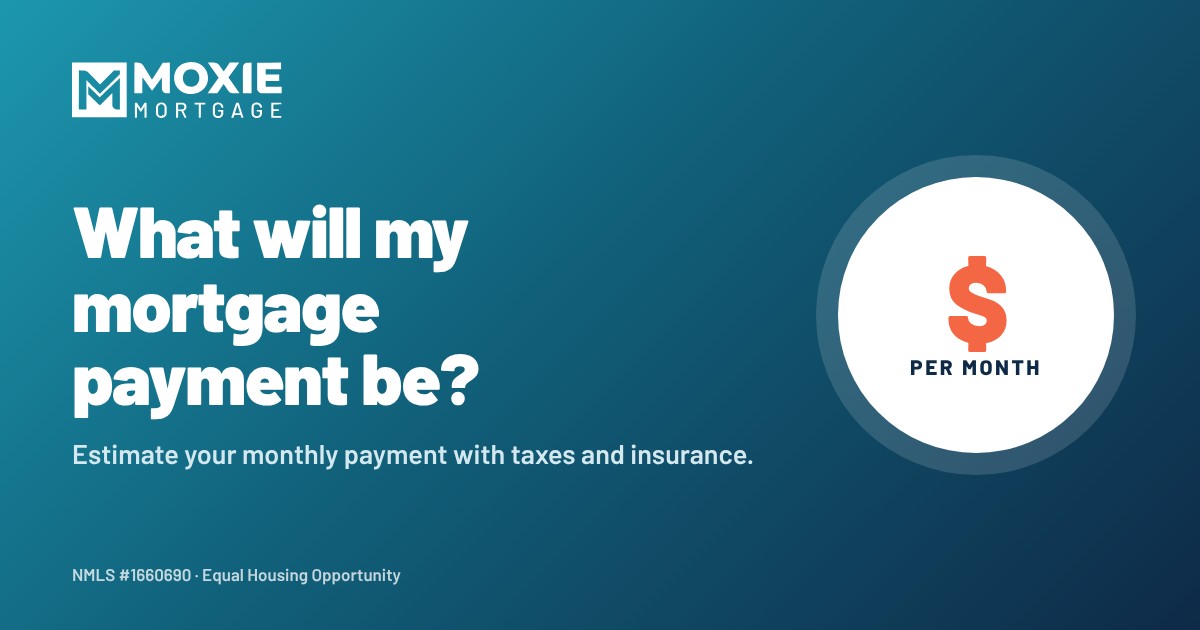 MOXIE
MORTGAGE
What will my
mortgage
payment be?
Estimate your monthly payment with taxes and insurance.
$
PER MONTH
NMLS #1660690 · Equal Housing Opportunity